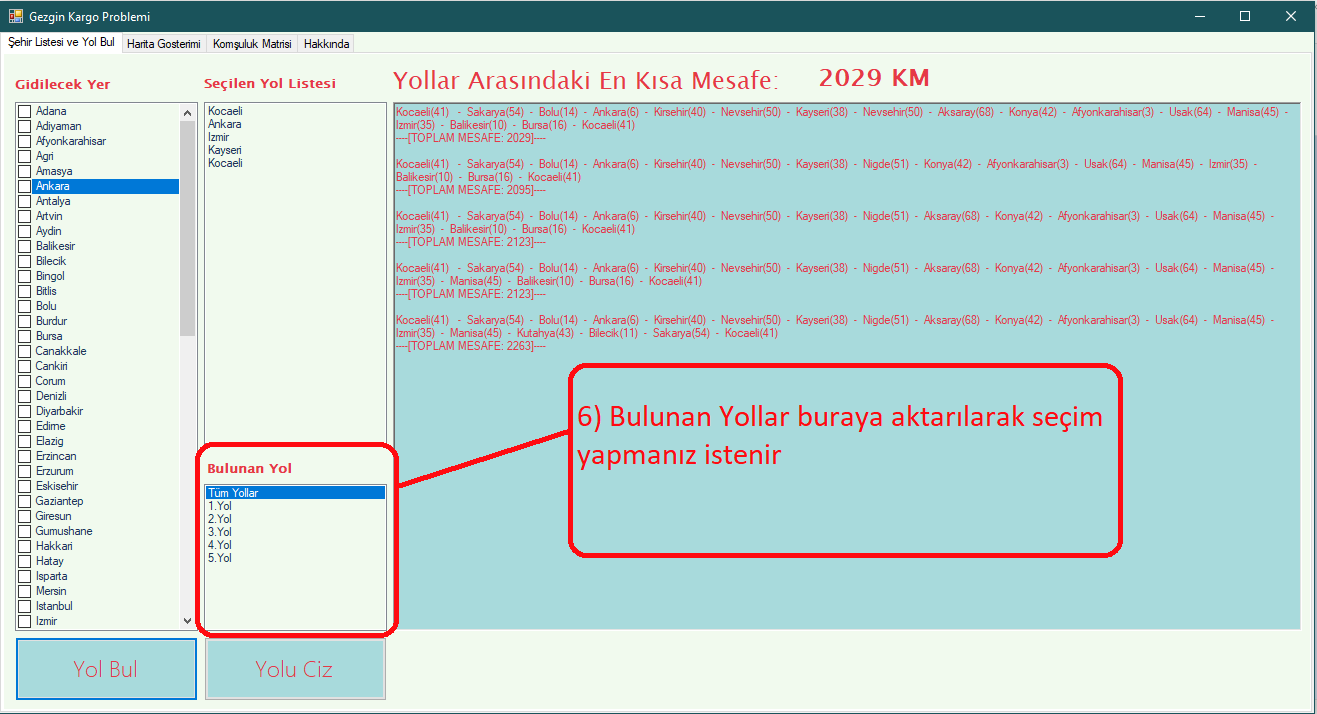 Gezgin Kargo Problemi
Şehir Listesi ve Yol Bul
Harita Gosterimi
Komşuluk Matrisi
Hakkında
Gidilecek Yer
Adana
Adiyaman
Afyonkarahisar
Agri
Amasya
Ankara
Antalya
Artvin
Aydin
Balikesir
Bilecik
Bingol
Bitlis
Bolu
Burdur
Bursa
Canakkale
Cankiri
Corum
Denizli
Diyarbakir
Edirne
Elazig
Erzincan
Erzurum
Eskisehir
Gaziantep
Giresun
Gumushane
Hakkari
Hatay
Isparta
Mersin
Istanbul
Izmir
Yol Bul
Seçilen Yol Listesi
Kocaeli
Ankara
Izmir
Kayseri
Kocaeli
Bulunan Yol
Tüm Yollar
1.Yol
2.Yol
3.Yol
4.Yol
5.Yol
Yolu Ciz
Yollar Arasındaki En Kısa Mesafe: 2029 KM
Kocaeli(41) - Sakarya(54) - Bolu(14) - Ankara(6) - Kirsehir(40) - Nevsehir(50) - Kayseri(38) - Nevsehir(50) - Aksaray(68) - Konya(42) - Afyonkarahisar(3) - Usak(64) - Manisa(45) -
Izmir(35) - Balikesir(10) - Bursa(16) - Kocaeli(41)
----[TOPLAM MESAFE: 2029]----
Kocaeli(41) - Sakarya(54) - Bolu(14) - Ankara(6) - Kirsehir(40) - Nevsehir(50) - Kayseri(38) - Nigde(51) - Konya(42) - Afyonkarahisar(3) - Usak(64) - Manisa(45) - Izmir(35) -
Balikesir(10) - Bursa(16) - Kocaeli(41)
----[TOPLAM MESAFE: 2095]----
Kocaeli(41) - Sakarya(54) - Bolu(14) - Ankara(6) - Kirsehir(40) - Nevsehir(50) - Kayseri(38) - Nigde(51) - Aksaray(68) - Konya(42) - Afyonkarahisar(3) - Usak(64) - Manisa(45) -
Izmir(35) - Balikesir(10) - Bursa(16) - Kocaeli(41)
----[TOPLAM MESAFE: 2123]----
Kocaeli(41) - Sakarya(54) - Bolu(14) - Ankara(6) - Kirsehir(40) - Nevsehir(50) - Kayseri(38) - Nigde(51) - Aksaray(68) - Konya(42) - Afyonkarahisar(3) - Usak(64) - Manisa(45) -
Izmir(35) - Manisa(45) - Balikesir(10) - Bursa(16) - Kocaeli(41)
----[TOPLAM MESAFE: 2123]----
Kocaeli(41) - Sakarya(54) - Bolu(14) - Ankara(6) - Kirsehir(40) - Nevsehir(50) - Kayseri(38) - Nigde(51) - Aksaray(68) - Konya(42) - Afyonkarahisar(3) - Usak(64) - Manisa(45) -
Izmir(35) - Manisa(45) - Kutahya(43) - Bilecik(11) - Sakarya(54) - Kocaeli(41)
----[TOPLAM MESAFE: 2263]----
6) Bulunan Yollar buraya aktarılarak seçim
yapmanız istenir